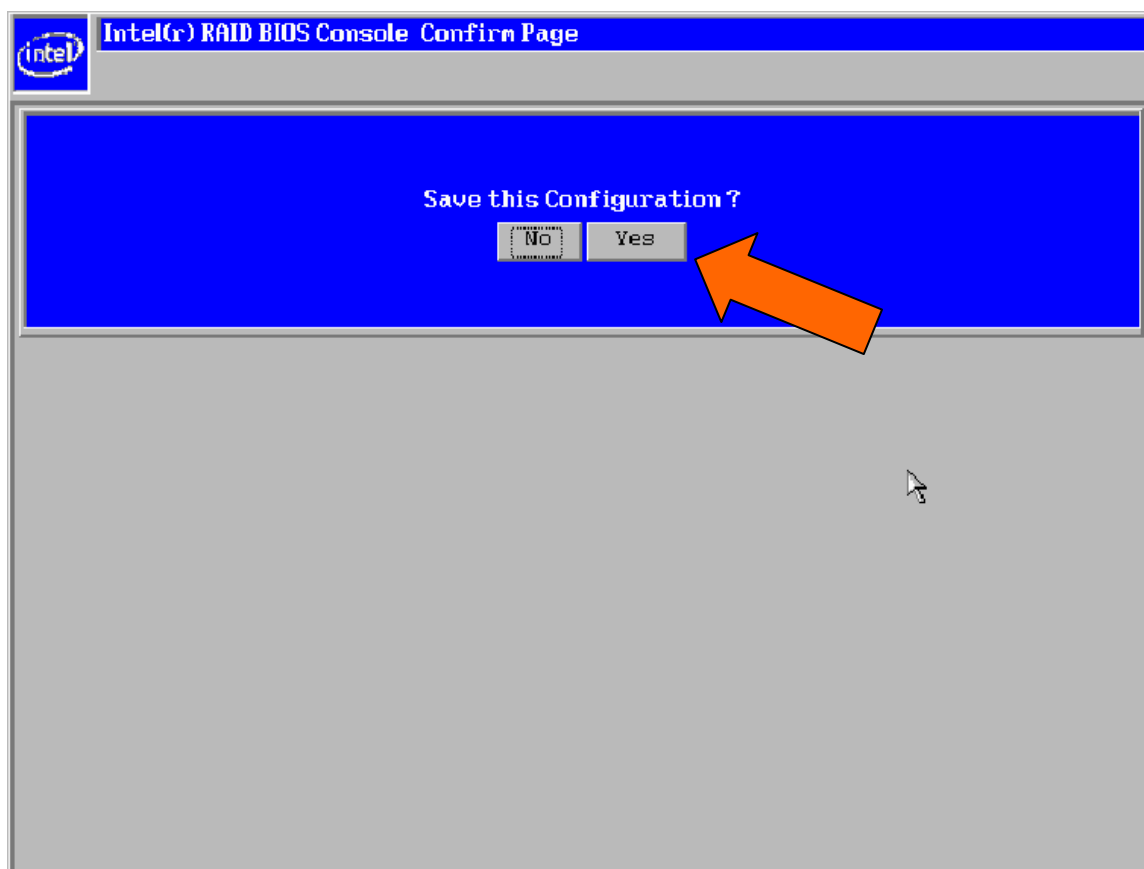 Intel(r) RAID BIOS Console Confirm Page
intel
Save this Configuration ?
No
Yes